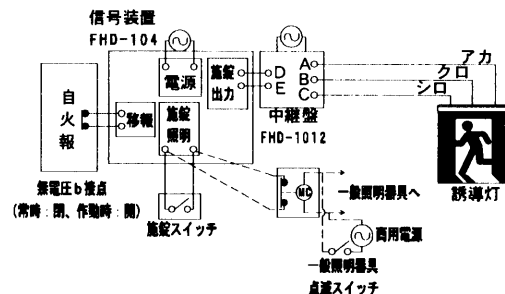 信号装置
FHD-104
自火報
移報
電源
施錠
照明
施錠
出力
D
E
A
B
C
中継盤
FHD-1012
アカ
クロ
シロ
誘導灯
無電圧b接点
(常時:閉、作動時:開)
施錠スイッチ
MC
一般照明器具へ
商用電源
一般照明器具
点滅スイッチ